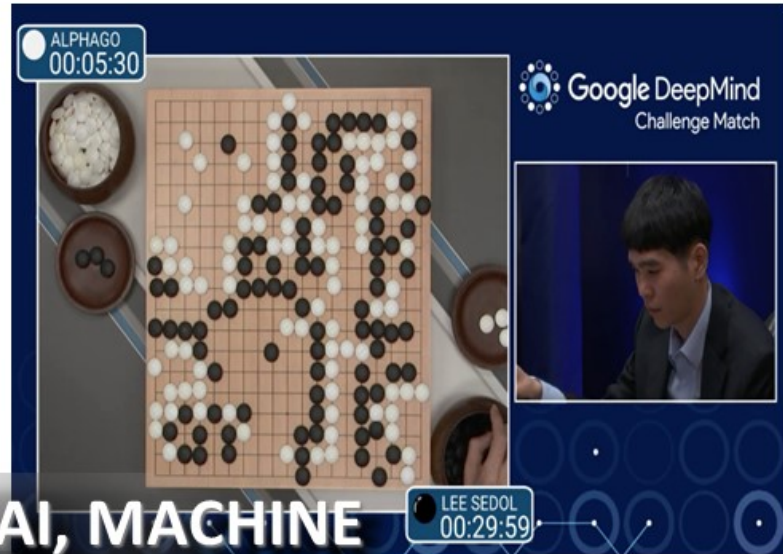 ALPHAGO
00:05:30
Google DeepMind
Challenge Match
AI, MACHINE
LEE SEDOL
00:29:59